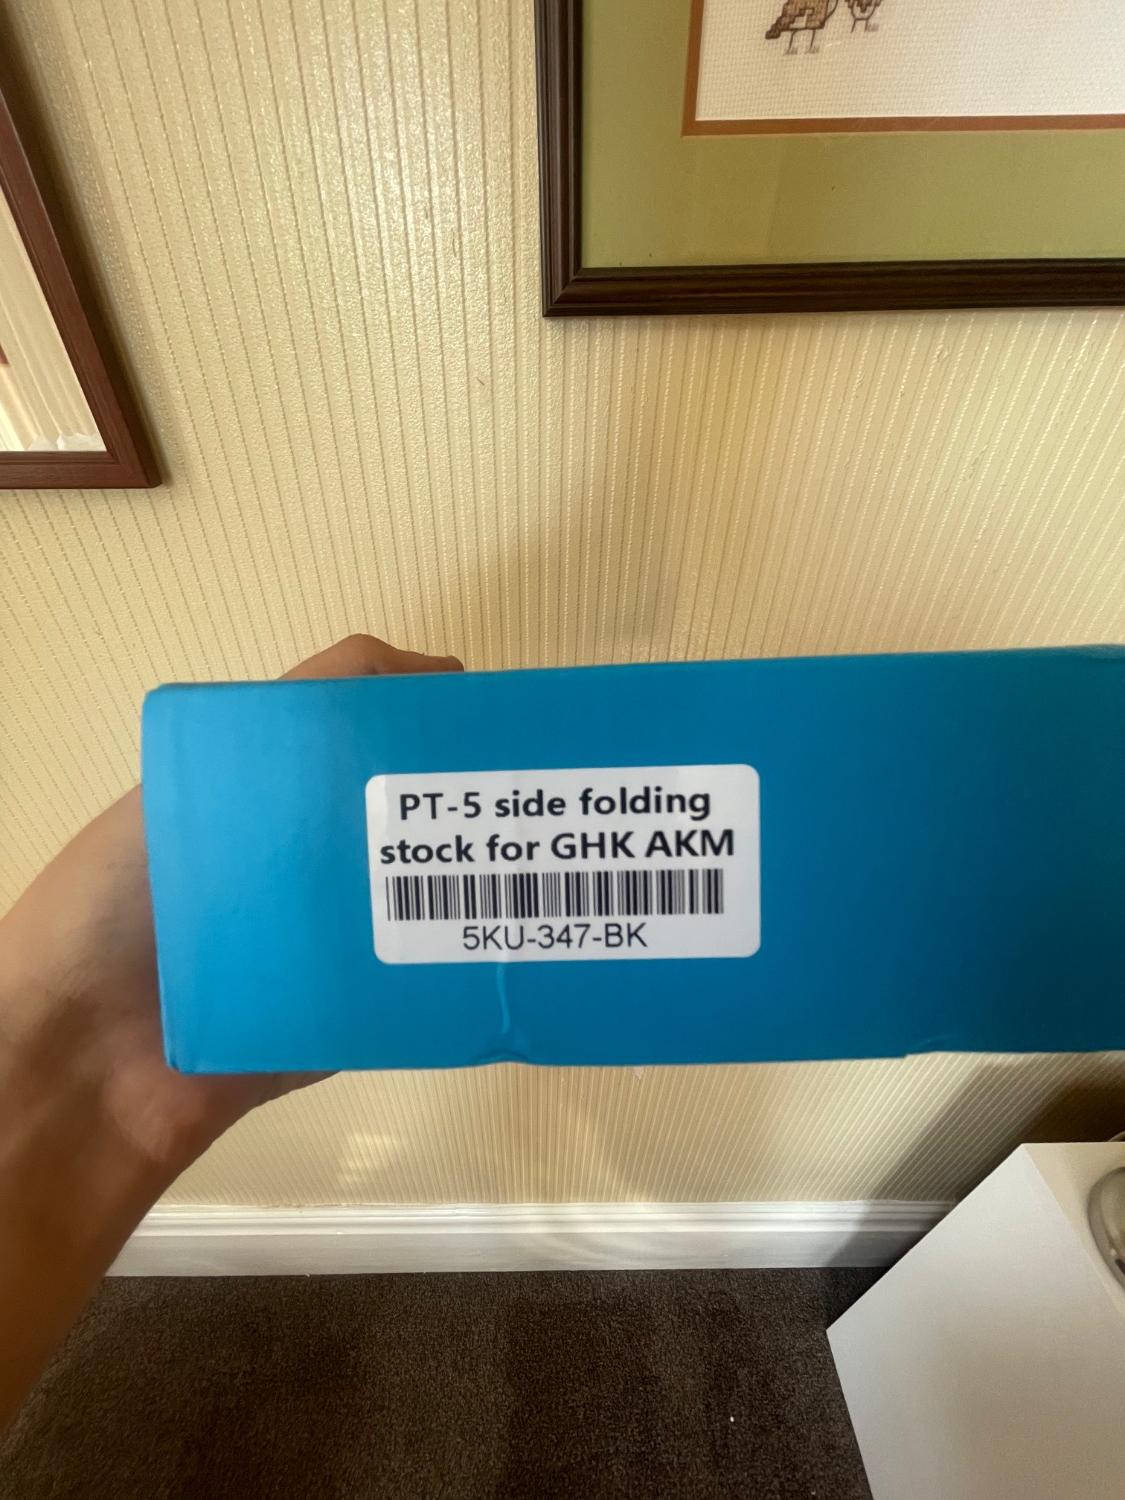 PT-5 side folding
stock for GHK AKM
5KU-347-BK